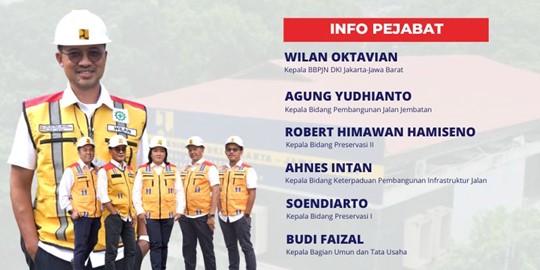 INFO PEJABAT
WILAN OKTAVIAN
Kepala BBPJN DKI Jakarta-Jawa Barat
AGUNG YUDHIANTO
Kepala Bidang Pembangunan Jalan Jembatan
ROBERT HIMAWAN HAMISENO
Kepala Bidang Preservasi II
AHNES INTAN
Kepala Bidang Keterpaduan Pembangunan Infrastruktur Jalan
SOENDIARTO
Kepala Bidang Preservasi I
BUDI FAIZAL
Kepala Bagian Umun dan Tata Usaha
WILAN